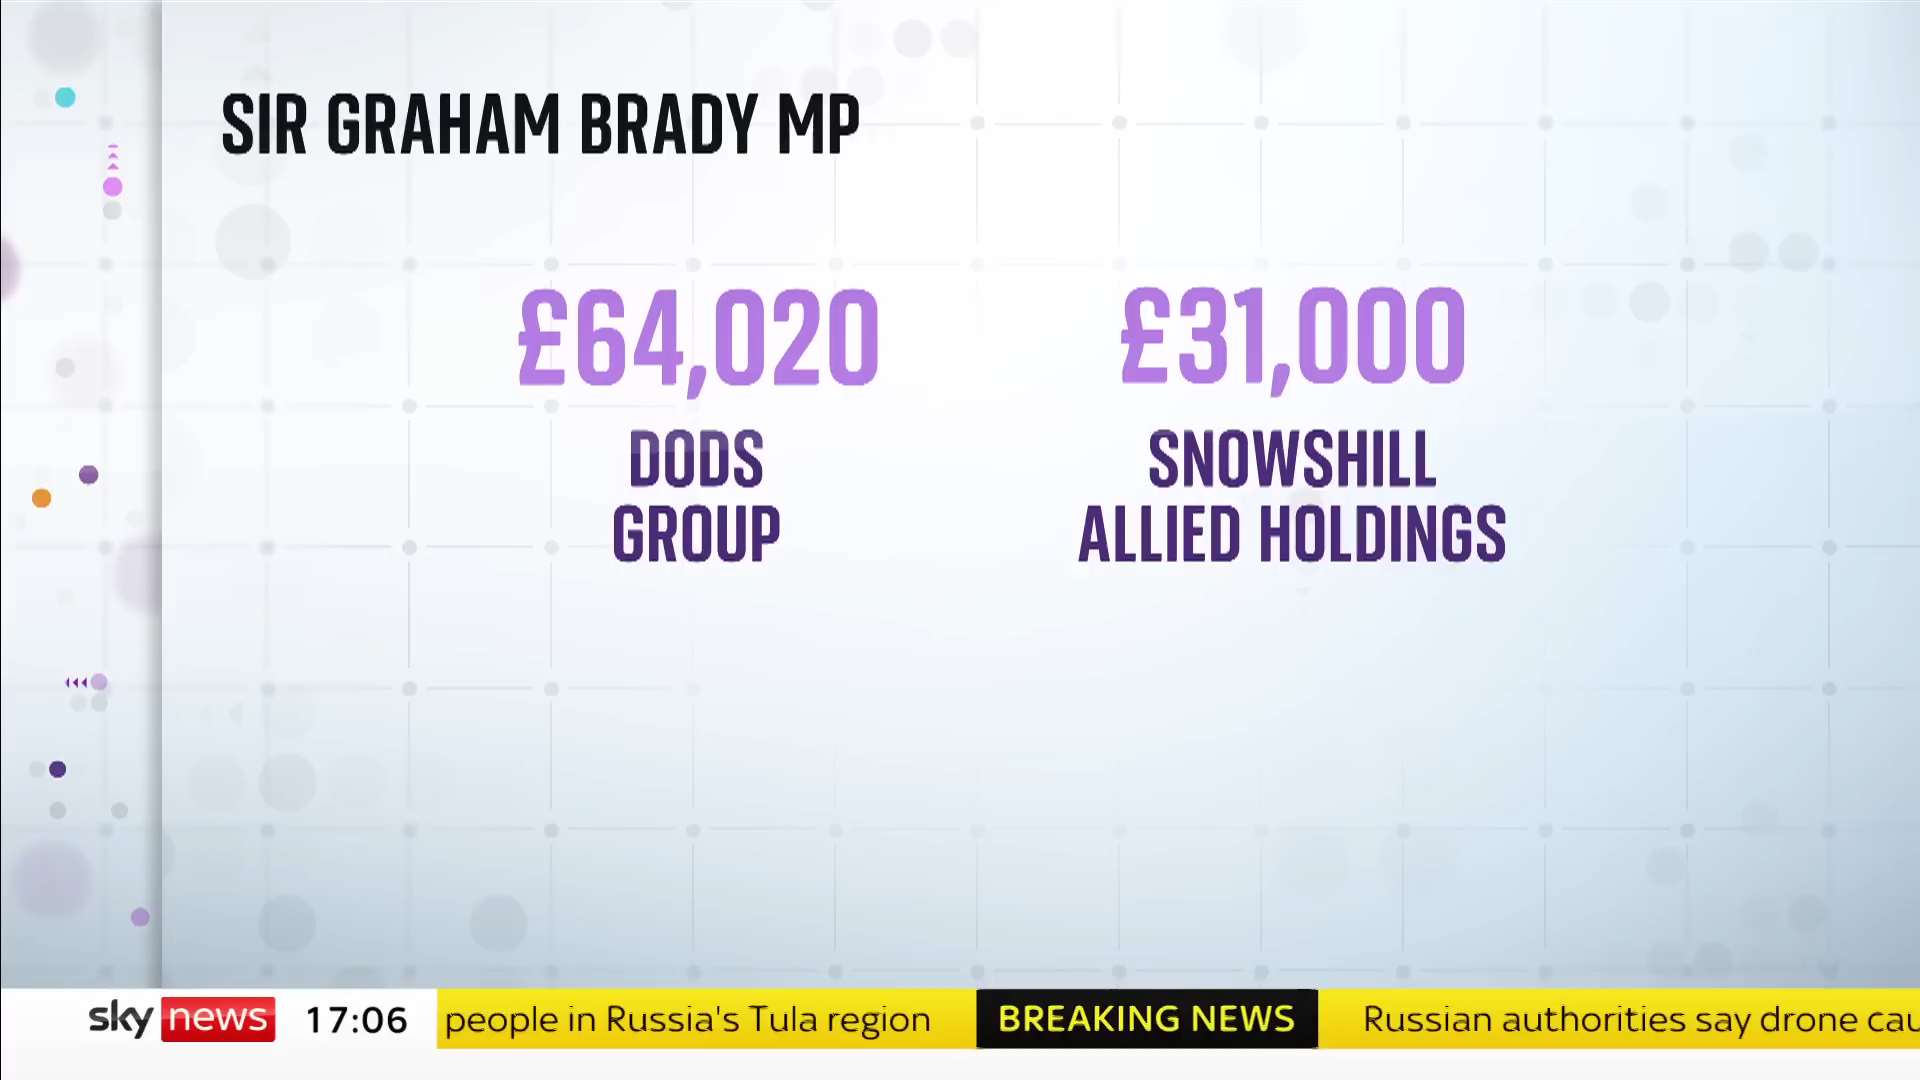 SIR GRAHAM BRADY MP
£64,020
DODS
GROUP
£31,000
SNOWSHILL
ALLIED HOLDINGS
sky news 17:06 people in Russia's Tula region BREAKING NEWS Russian authorities say drone cau